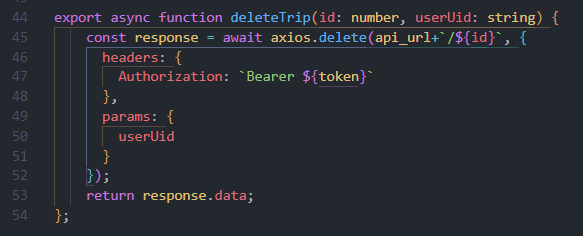 44 export async function deleteTrip(id: number, userUid: string) {
45 const response = await axios.delete(api_url+`/${id}`, {
46 headers: {
47 Authorization: `Bearer ${token}`
48 },
49 params: {
50 userUid
51 }
52 });
53 return response.data;
54 };